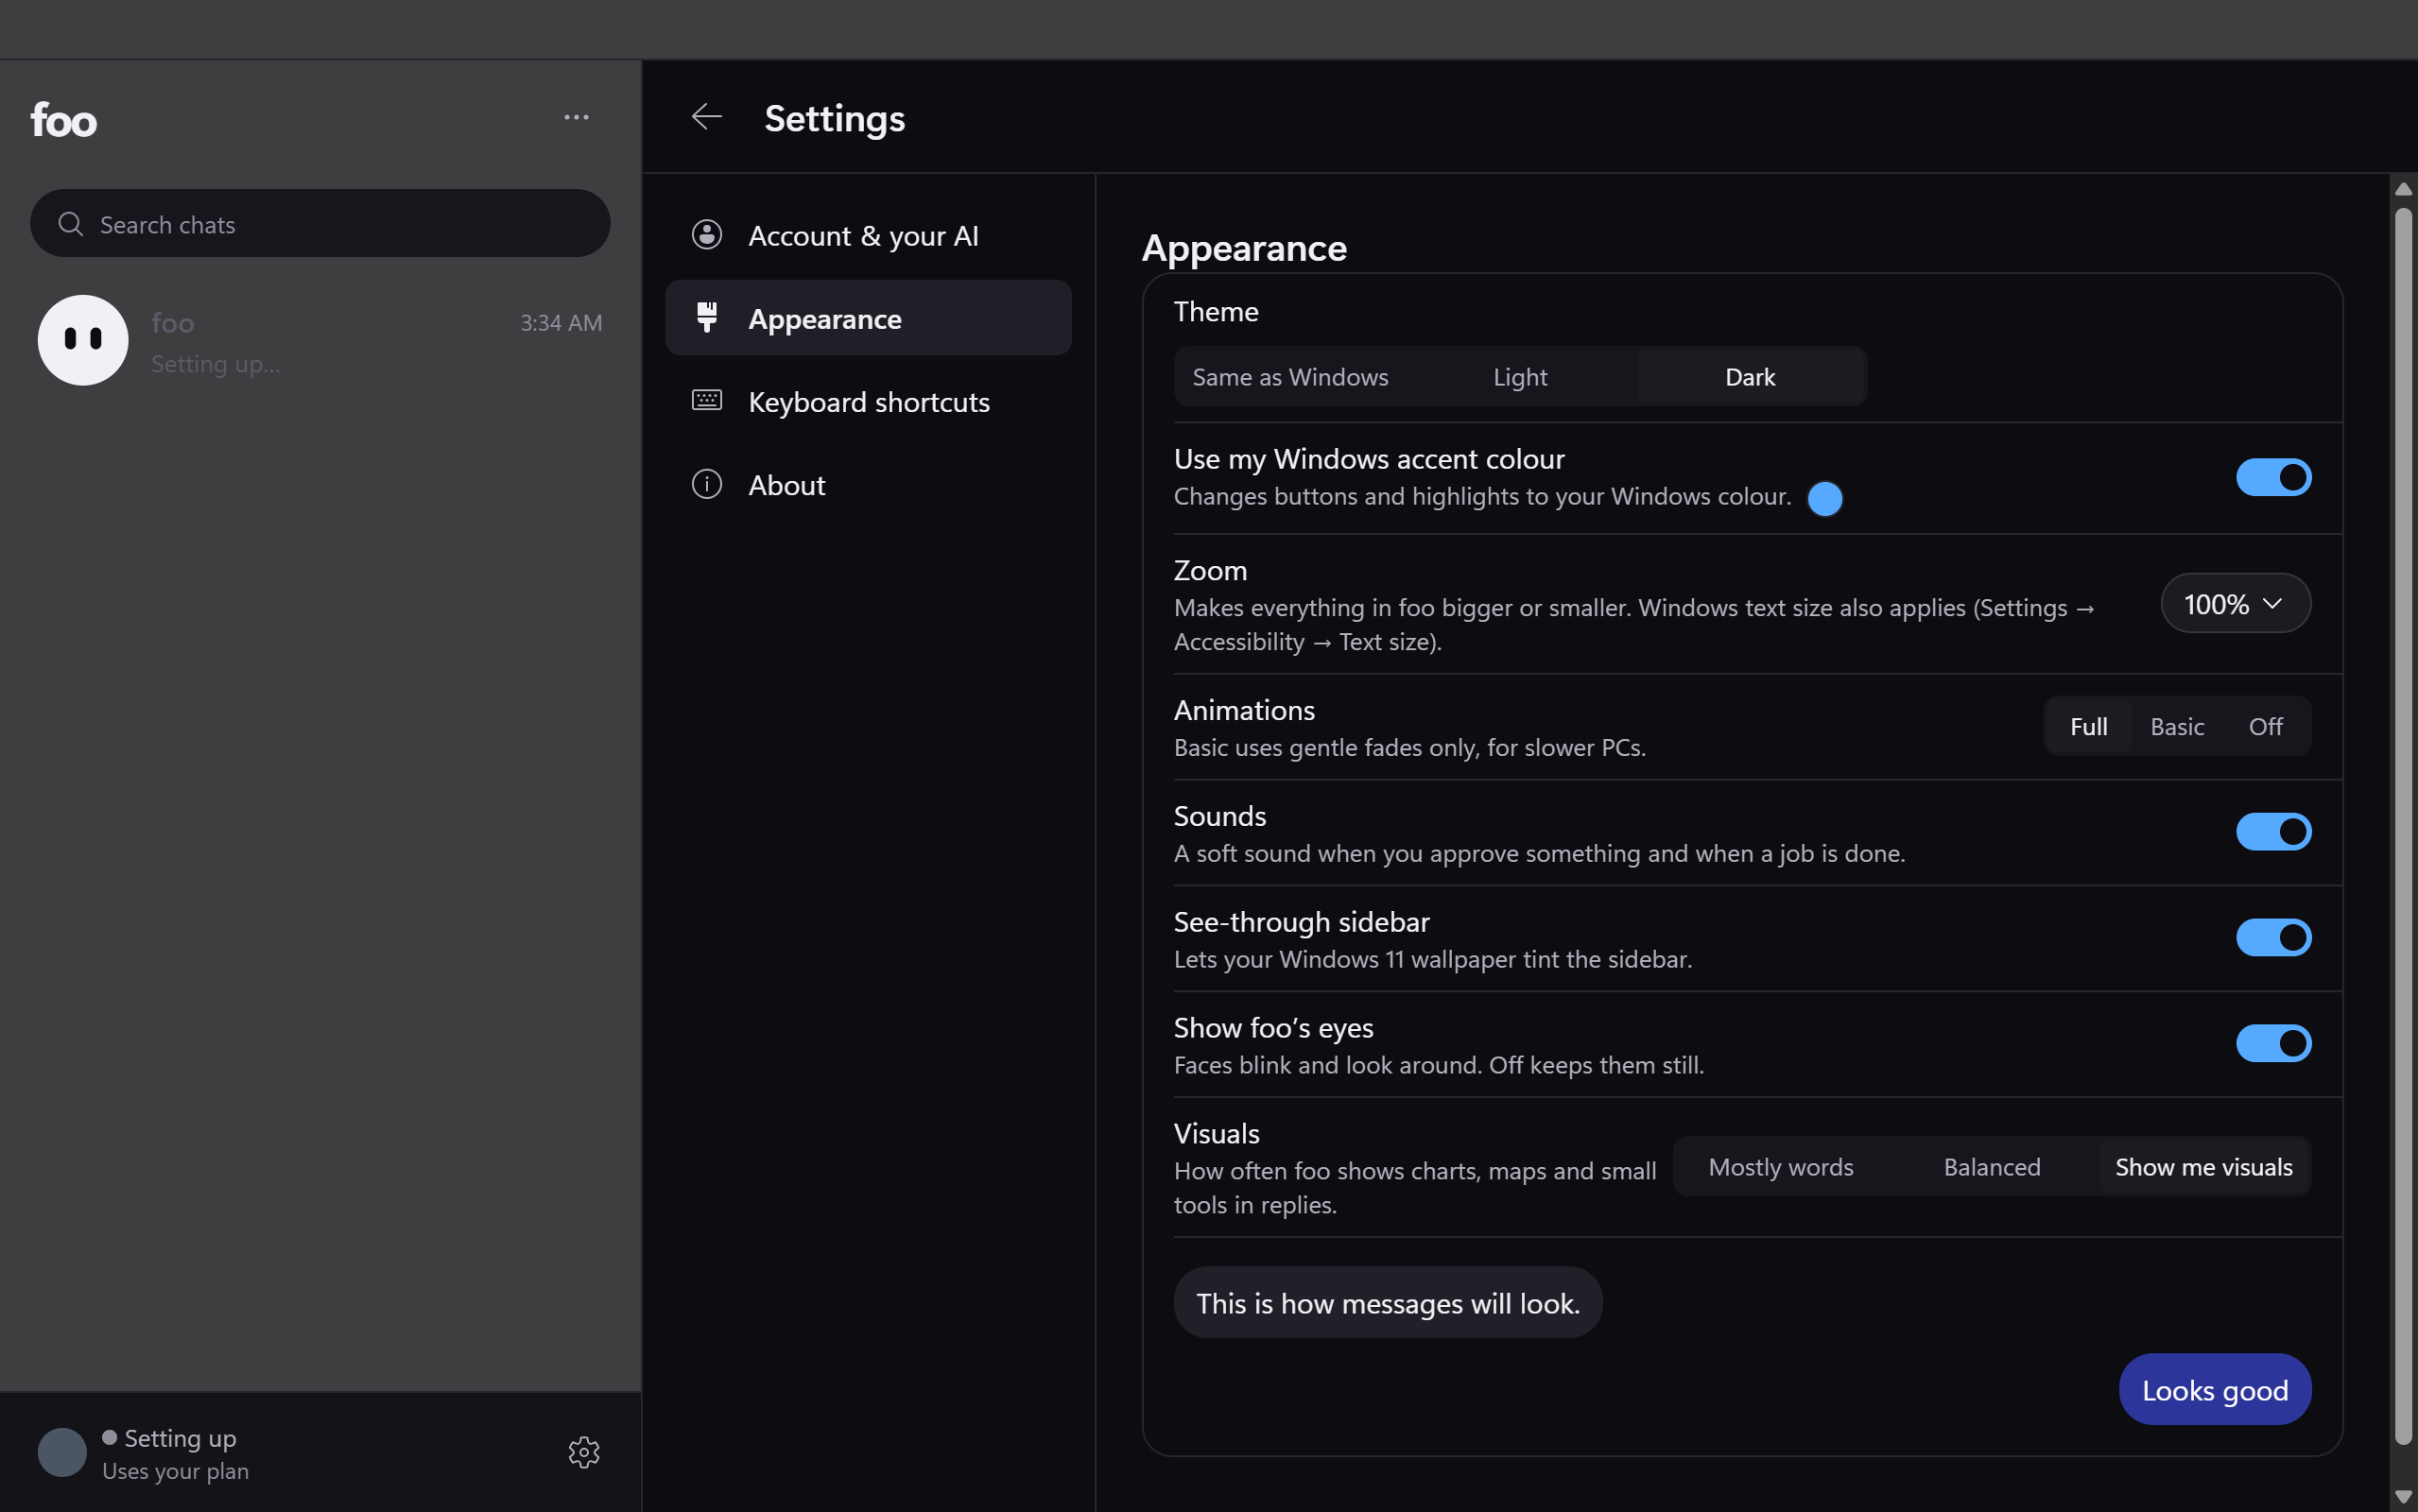 foo
Search chats
foo
3:34 AM
Setting up...
Setting up
Uses your plan
Settings
Account & your AI
Appearance
Keyboard shortcuts
About
Appearance
Theme
Same as Windows
Light
Dark
Use my Windows accent colour
Changes buttons and highlights to your Windows colour.
Zoom
Makes everything in foo bigger or smaller. Windows text size also applies (Settings →
Accessibility → Text size).
100%
Animations
Basic uses gentle fades only, for slower PCs.
Full
Basic
Off
Sounds
A soft sound when you approve something and when a job is done.
See-through sidebar
Lets your Windows 11 wallpaper tint the sidebar.
Show foo’s eyes
Faces blink and look around. Off keeps them still.
Visuals
How often foo shows charts, maps and small
tools in replies.
Mostly words
Balanced
Show me visuals
This is how messages will look.
Looks good